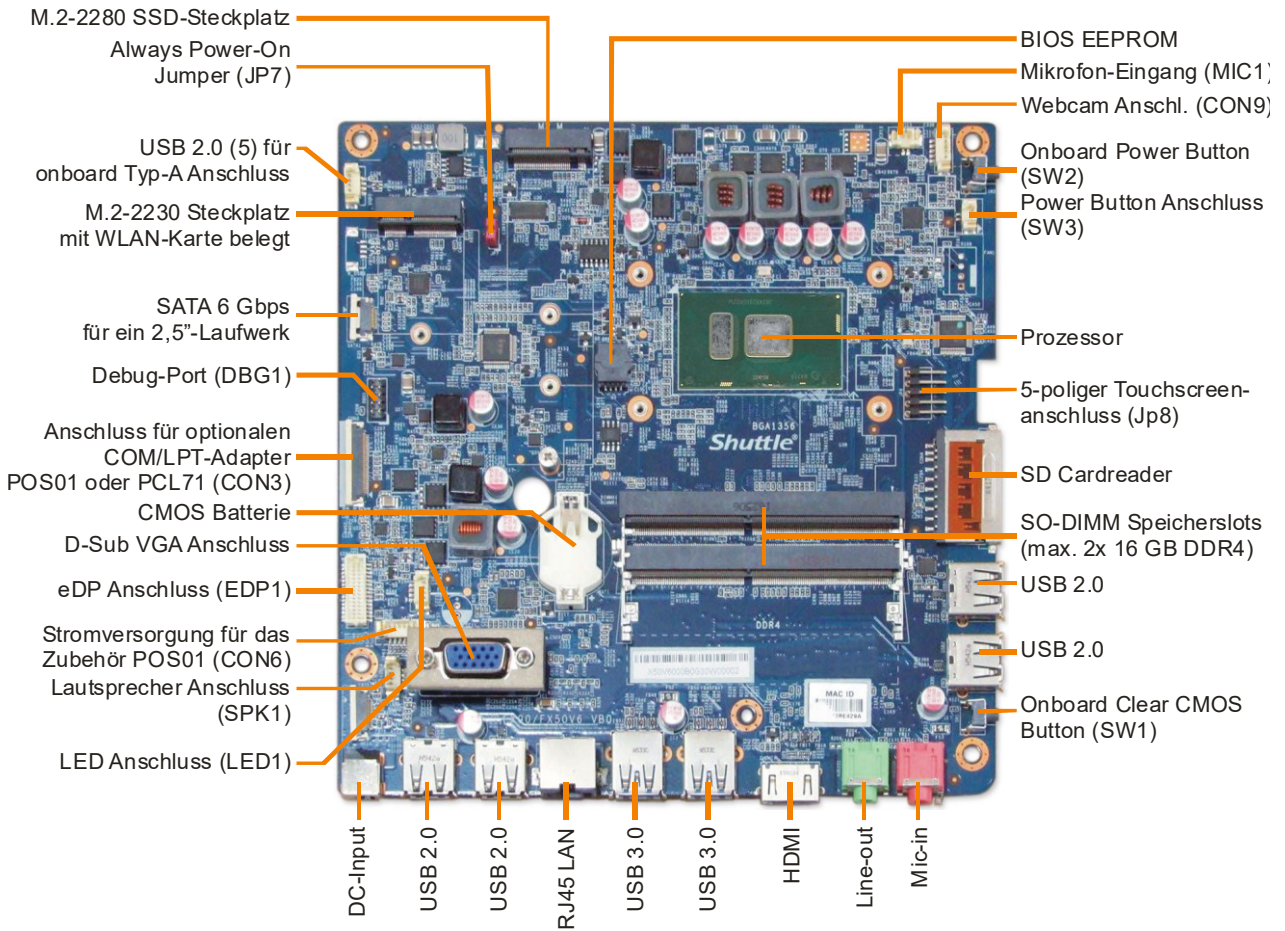 M.2-2280 SSD-Steckplatz
Always Power-On
Jumper (JP7)
USB 2.0 (5) für
onboard Typ-A Anschluss
M.2-2230 Steckplatz
mit WLAN-Karte belegt
SATA 6 Gbps
für ein 2,5”-Laufwerk
Debug-Port (DBG1)
Anschluss für optionalen
COM/LPT-Adapter
POS01 oder PCL71 (CON3)
CMOS Batterie
D-Sub VGA Anschluss
eDP Anschluss (EDP1)
Stromversorgung für das
Zubehör POS01 (CON6)
Lautsprecher Anschluss
(SPK1)
LED Anschluss (LED1)
BIOS EEPROM
Mikrofon-Eingang (MIC1)
Webcam Anschl. (CON9)
Onboard Power Button
(SW2)
Power Button Anschluss
(SW3)
Prozessor
5-poliger Touchscreen-
anschluss (Jp8)
SD Cardreader
SO-DIMM Speicherslots
(max. 2x 16 GB DDR4)
USB 2.0
USB 2.0
Onboard Clear CMOS
Button (SW1)
BGA1356
Shuttle
DDR4
MAC ID
/FX50V6
DC-Input
USB 2.0
USB 2.0
RJ45 LAN
USB 3.0
USB 3.0
HDMI
Line-out
Mic-in